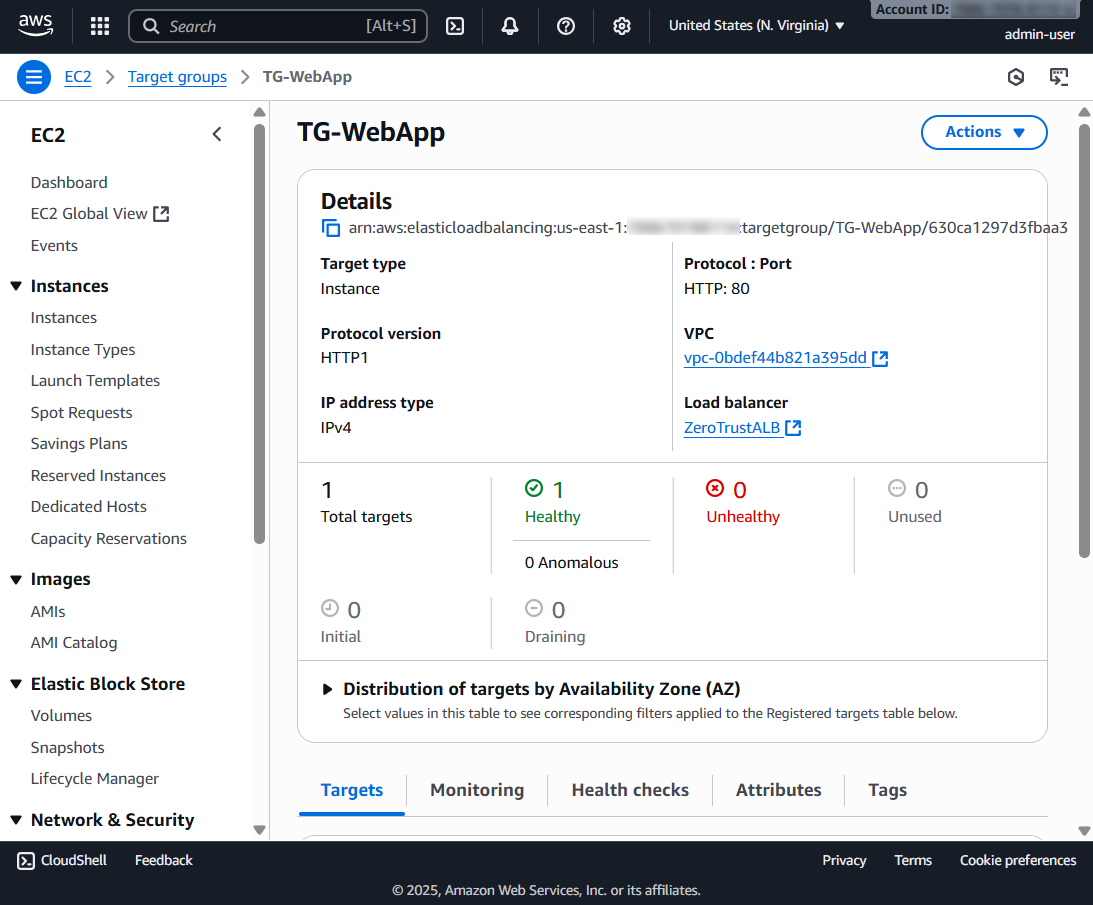 aws
Search [Alt+S]
United States (N. Virginia)
Account ID:
admin-user
EC2 Target groups TG-WebApp
EC2
Dashboard
EC2 Global View
Events
Instances
Instances
Instance Types
Launch Templates
Spot Requests
Savings Plans
Reserved Instances
Dedicated Hosts
Capacity Reservations
Images
AMIs
AMI Catalog
Elastic Block Store
Volumes
Snapshots
Lifecycle Manager
Network & Security
TG-WebApp
Actions
Details
arn:aws:elasticloadbalancing:us-east-1: :targetgroup/TG-WebApp/630ca1297d3fbaa3
Target type
Instance
Protocol : Port
HTTP: 80
Protocol version
HTTP1
VPC
vpc-0bdef44b821a395dd
IP address type
IPv4
Load balancer
ZeroTrustALB
1
Total targets
1
Healthy
0 Anomalous
0
Unhealthy
0
Unused
0
Initial
0
Draining
Distribution of targets by Availability Zone (AZ)
Select values in this table to see corresponding filters applied to the Registered targets table below.
Targets Monitoring Health checks Attributes Tags
CloudShell Feedback Privacy Terms Cookie preferences
© 2025, Amazon Web Services, Inc. or its affiliates.